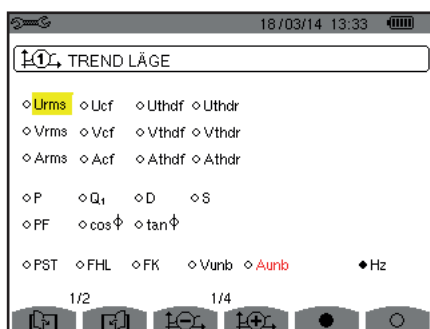 18/03/14 13:33
① TREND LÄGE
Urms Ucf Uthdf Uthdr
Vrms Vcf Vthdf Vthdr
Arms Acf Athdf Athdr
P Q₁ D S
PF cosΦ tanΦ
PST FHL FK Vunb Aunb Hz
1/2 1/4